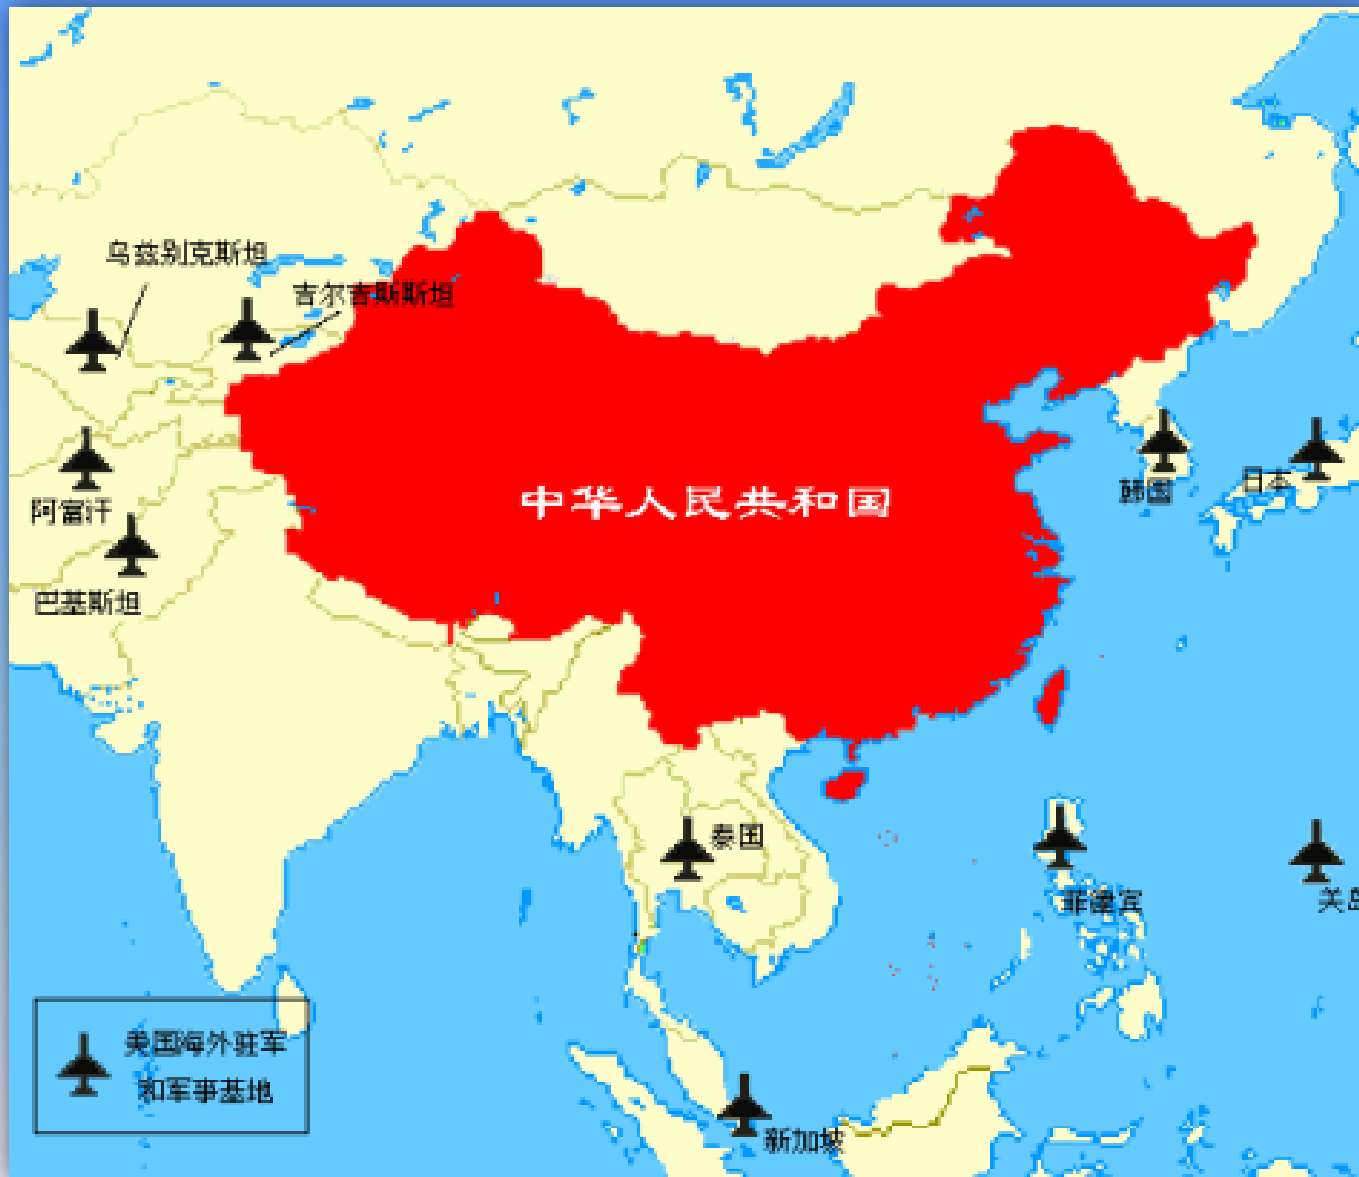 乌兹别克斯坦
吉尔吉斯斯坦
韩国
日本
中华人民共和国
阿富汗
巴基斯坦
泰国
菲律宾
关岛
美国海外驻军
和军事基地
新加坡